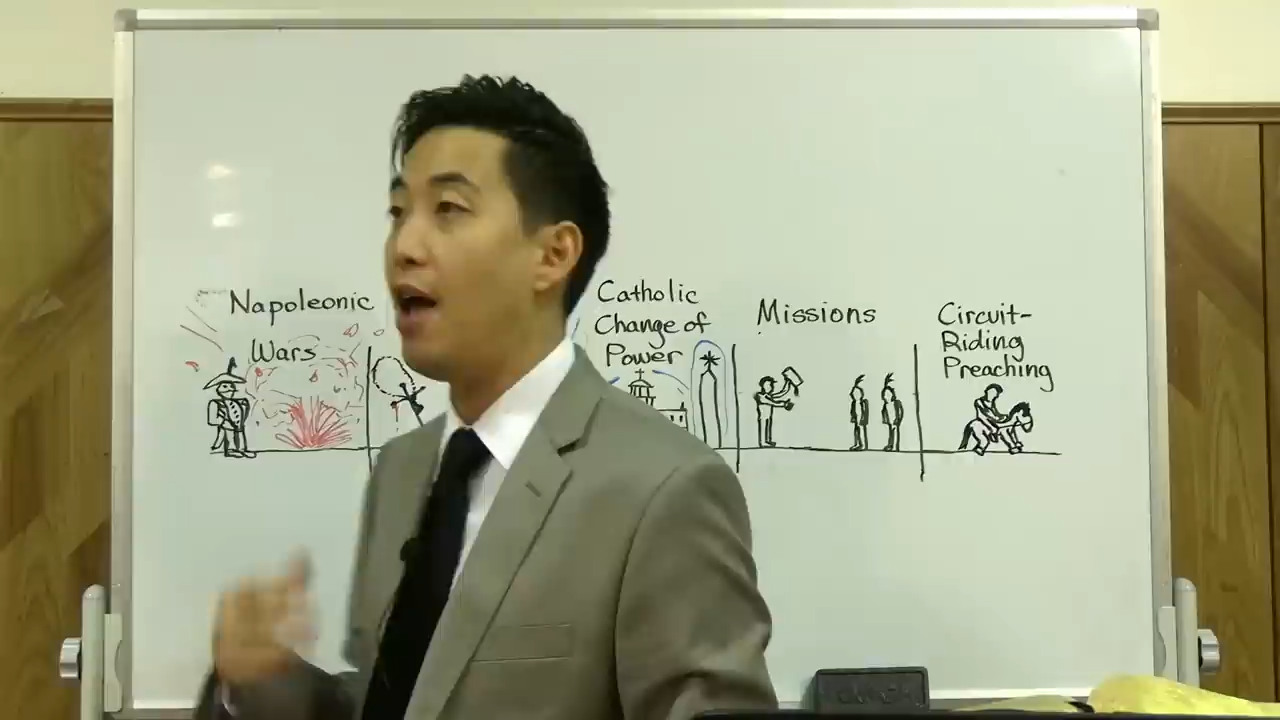 Napoleonic
Wars
Catholic
Change of
Power
Missions
Circuit-
Riding
Preaching